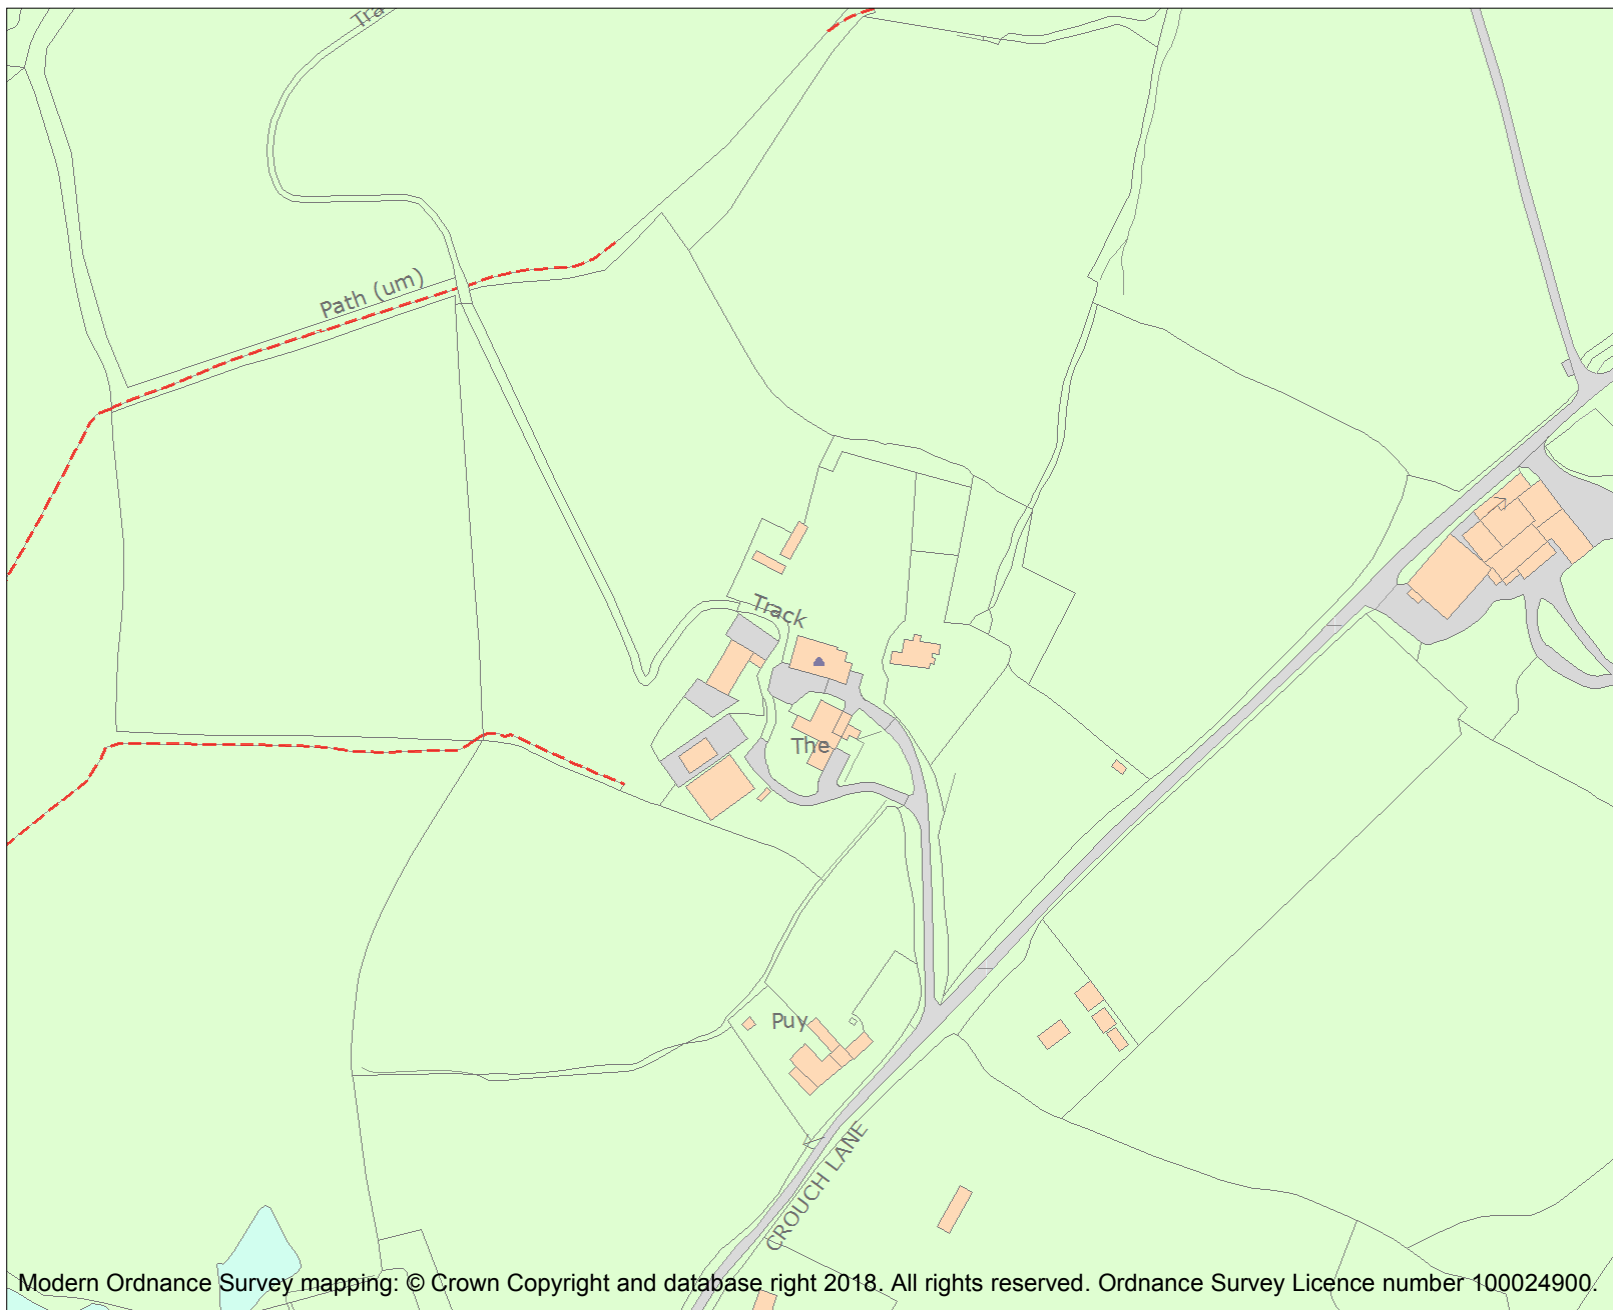 Tra
Path (um)
Track
The
Puy
CROUCH LANE
Modern Ordnance Survey mapping: © Crown Copyright and database right 2018. All rights reserved. Ordnance Survey Licence number 100024900.